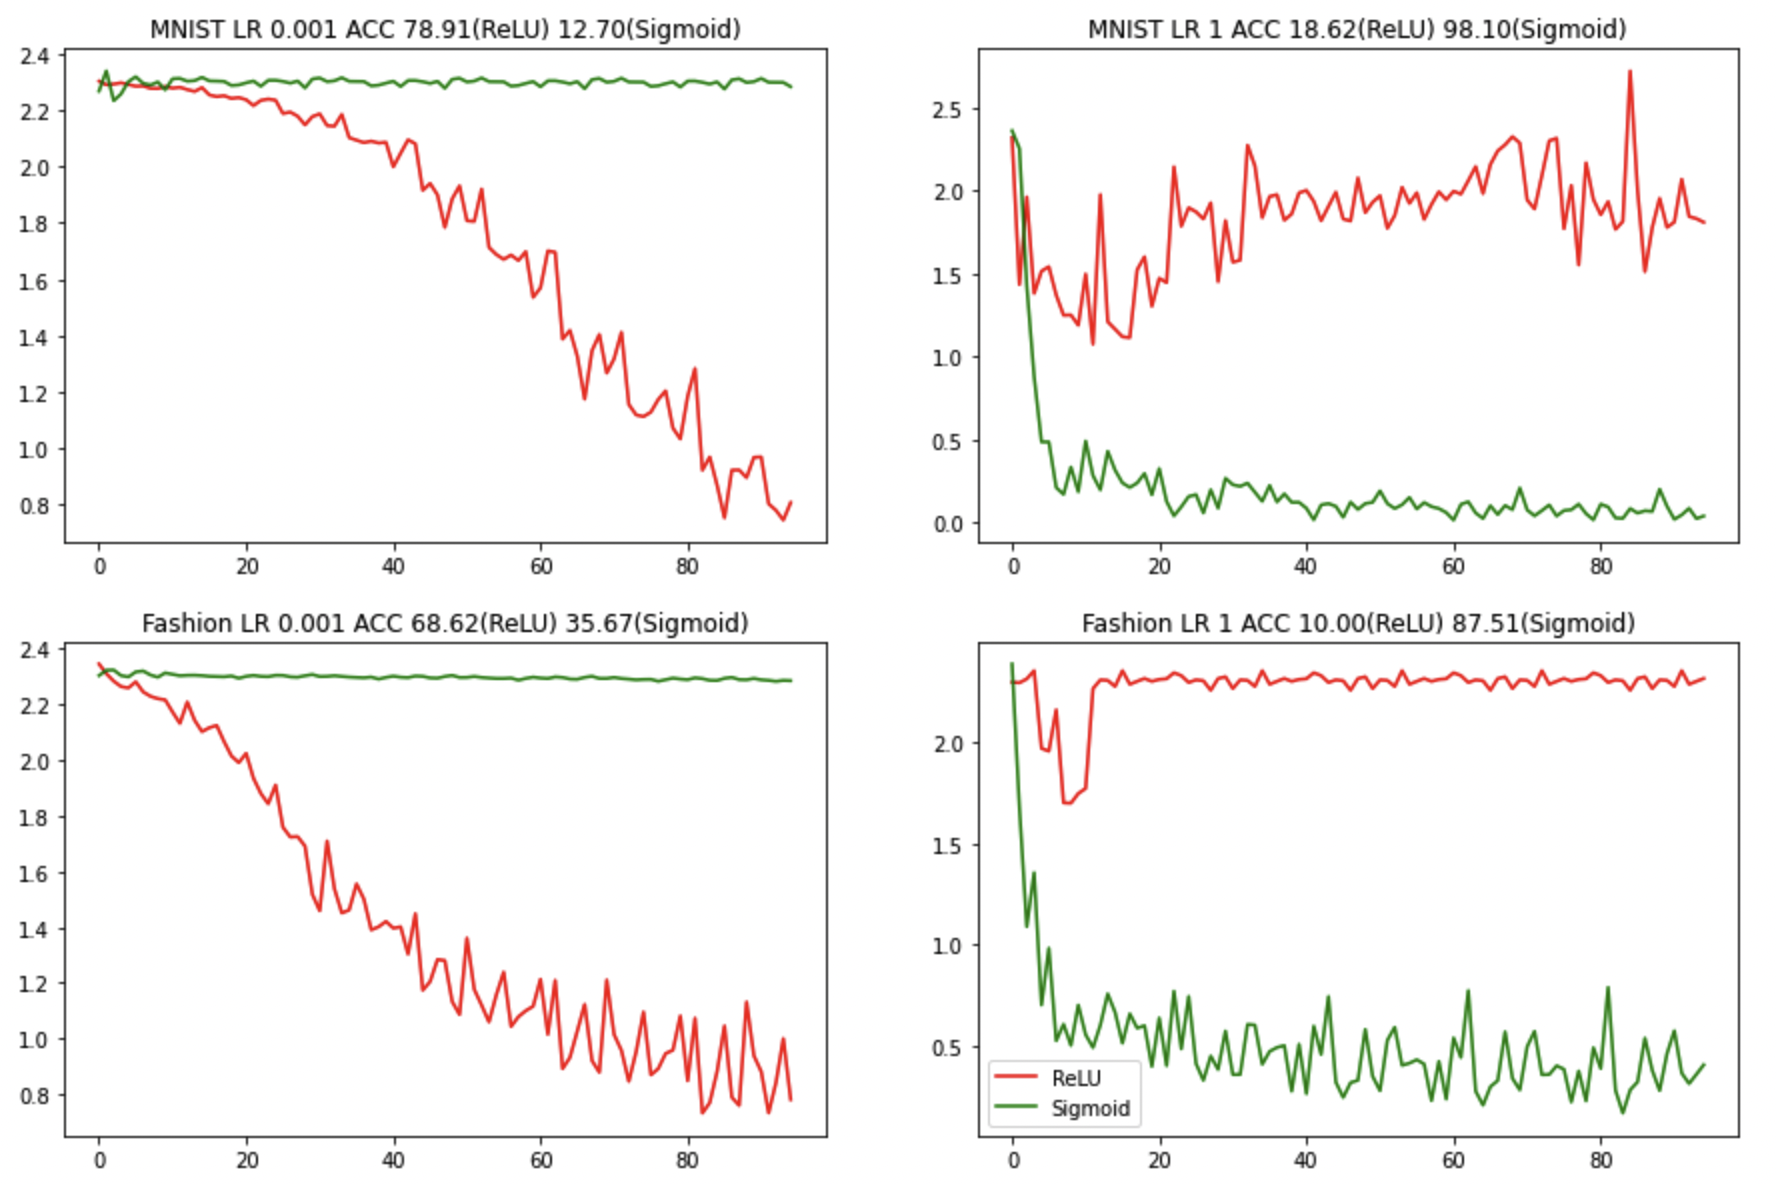 MNIST LR 0.001 ACC 78.91(ReLU) 12.70(Sigmoid)
2.4
2.2
2.0
1.8
1.6
1.4
1.2
1.0
0.8
0 20 40 60 80
MNIST LR 1 ACC 18.62(ReLU) 98.10(Sigmoid)
2.5
2.0
1.5
1.0
0.5
0.0
0 20 40 60 80
Fashion LR 0.001 ACC 68.62(ReLU) 35.67(Sigmoid)
2.4
2.2
2.0
1.8
1.6
1.4
1.2
1.0
0.8
0 20 40 60 80
Fashion LR 1 ACC 10.00(ReLU) 87.51(Sigmoid)
2.0
1.5
1.0
0.5
ReLU
Sigmoid
0 20 40 60 80